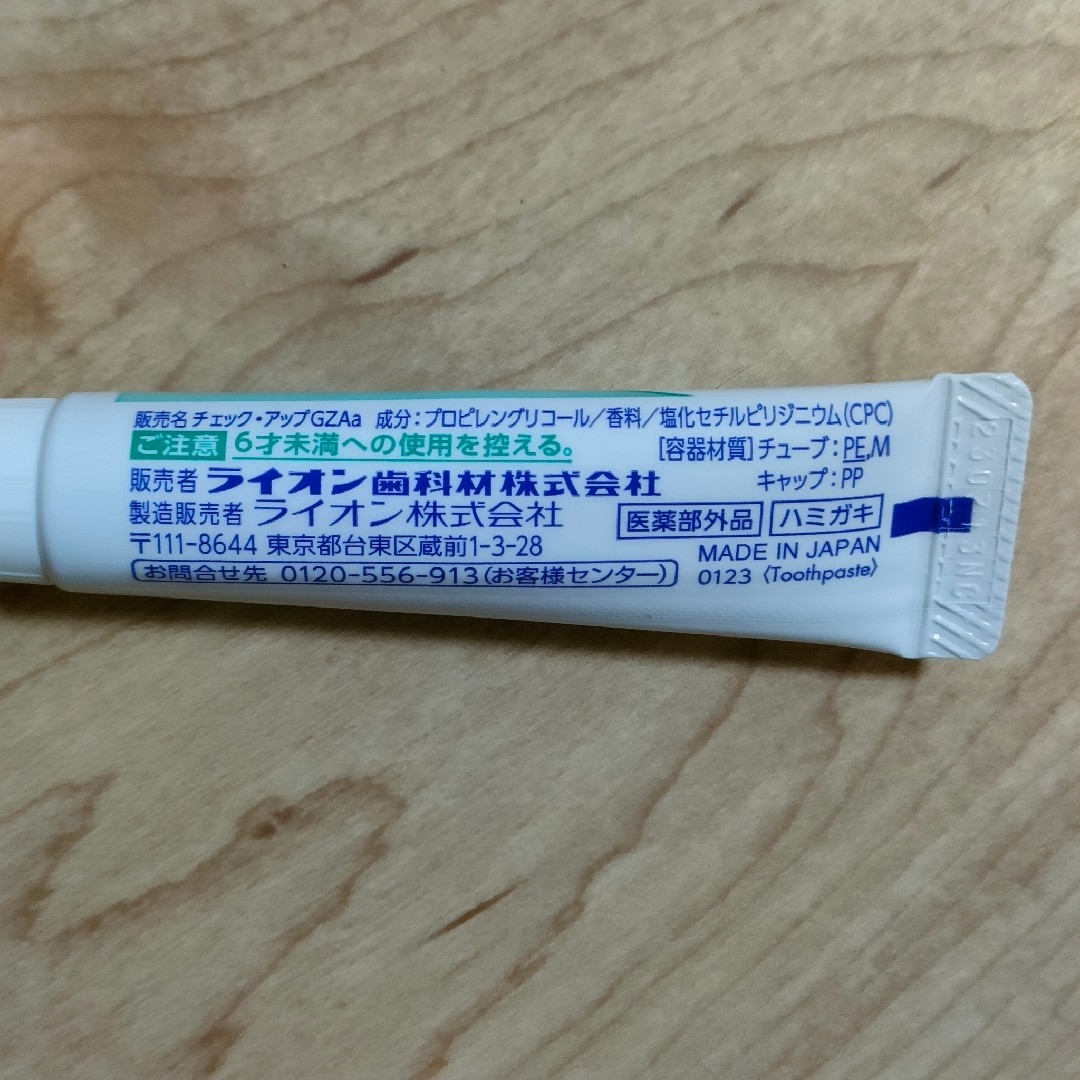 販売名 チェック・アップGZAa 成分:プロピレングリコール/香料/塩化セチルピリジニウム(CPC)
ご注意 6才未満への使用を控える。
[容器材質]チューブ:PE,M
キャップ:PP
販売者 ライオン歯科材株式会社
製造販売者 ライオン株式会社
医薬部外品 ハミガキ
〒111-8644 東京都台東区蔵前1-3-28
MADE IN JAPAN
お問合せ先 0120-556-913(お客様センター)
0123 〈Toothpaste〉